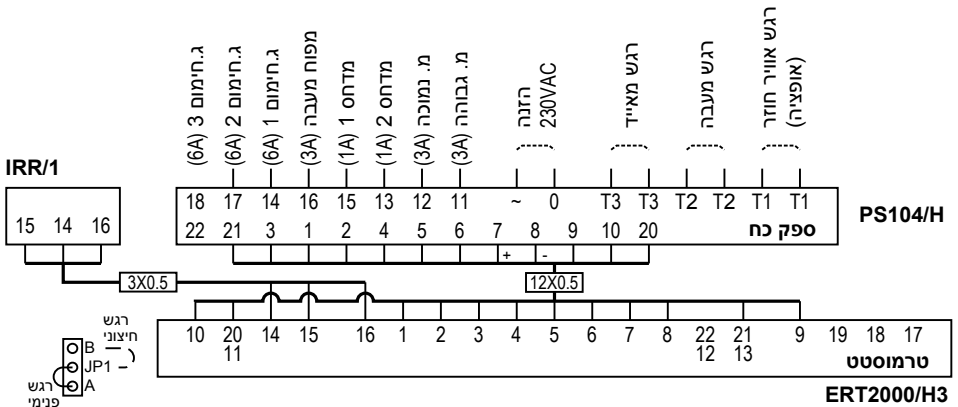 ג.חימום 3 (6A)
ג.חימום 2 (6A)
ג.חימום 1 (6A)
מפוח מעבה (3A)
מדחס 1 (1A)
מדחס 2 (1A)
מ. נמוכה (3A)
מ. גבוהה (3A)
הזנה
230VAC
רגש מאייד
רגש מעבה
רגש אוויר חוזר
(אופציה)
IRR/1
15 14 16
18 17 14 16 15 13 12 11 ~ 0 T3 T3 T2 T2 T1 T1
22 21 3 1 2 4 5 6 7 8 9 10 20 ספק כח
+ -
PS104/H
3X0.5
12X0.5
10 20 14 15 16 1 2 3 4 5 6 7 8 22 21 9 19 18 17
11 12 13
טרמוסטט
ERT2000/H3
רגש
חיצוני
B
JP1
A
רגש
פנימי